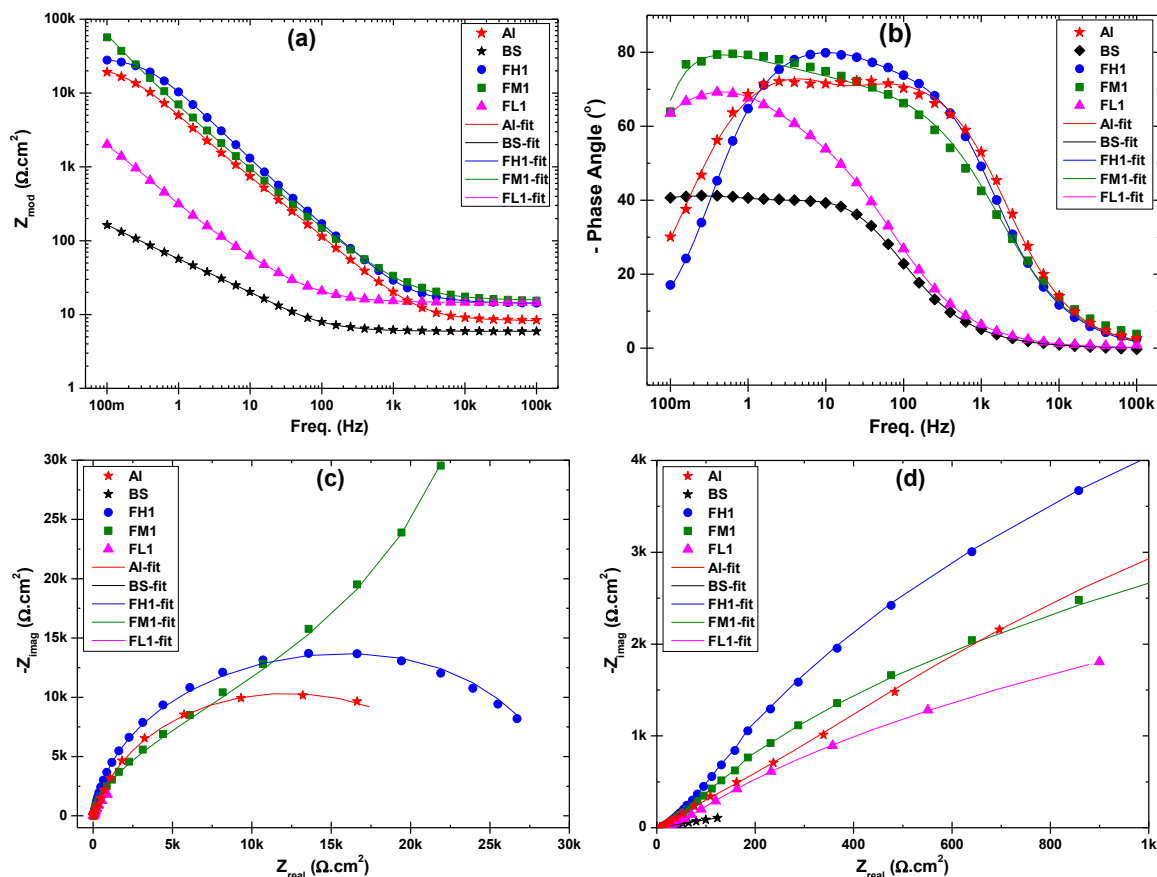 (a)
100k
10k
1k
100
10
1
Z_mod (Ω.cm²)
100m 1 10 100 1k 10k 100k
Freq. (Hz)
Al
BS
FH1
FM1
FL1
Al-fit
BS-fit
FH1-fit
FM1-fit
FL1-fit
(b)
80
60
40
20
0
- Phase Angle (°)
100m 1 10 100 1k 10k 100k
Freq. (Hz)
Al
BS
FH1
FM1
FL1
Al-fit
BS-fit
FH1-fit
FM1-fit
FL1-fit
(c)
30k
25k
20k
15k
10k
5k
0
-Z_imag (Ω.cm²)
0 5k 10k 15k 20k 25k 30k
Z_real (Ω.cm²)
Al
BS
FH1
FM1
FL1
Al-fit
BS-fit
FH1-fit
FM1-fit
FL1-fit
(d)
4k
3k
2k
1k
0
-Z_imag (Ω.cm²)
0 200 400 600 800 1k
Z_real (Ω.cm²)
Al
BS
FH1
FM1
FL1
Al-fit
BS-fit
FH1-fit
FM1-fit
FL1-fit